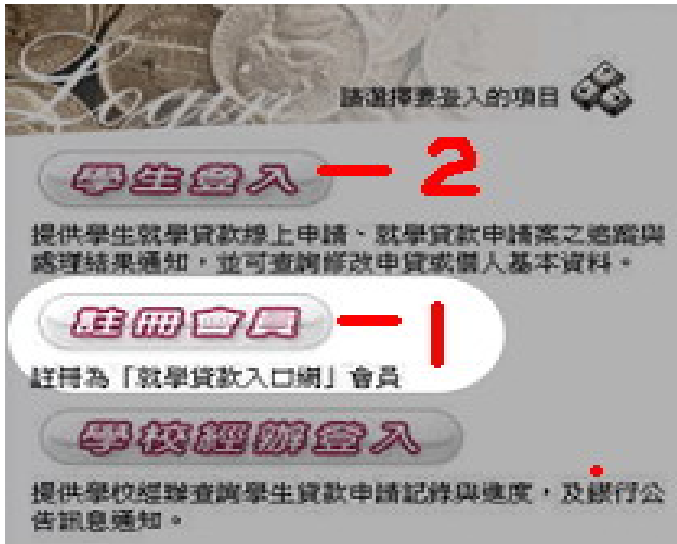 Logon
請選擇要登入的項目
學生登入 — 2
提供學生就學貸款線上申請、就學貸款申請案之追蹤與
處理結果通知，並可查詢修改申貸或個人基本資料。
註冊會員 — 1
註冊為「就學貸款入口網」會員
學校經辦登入
提供學校經辦查詢學生貸款申請記錄與進度，及銀行公
告訊息通知。